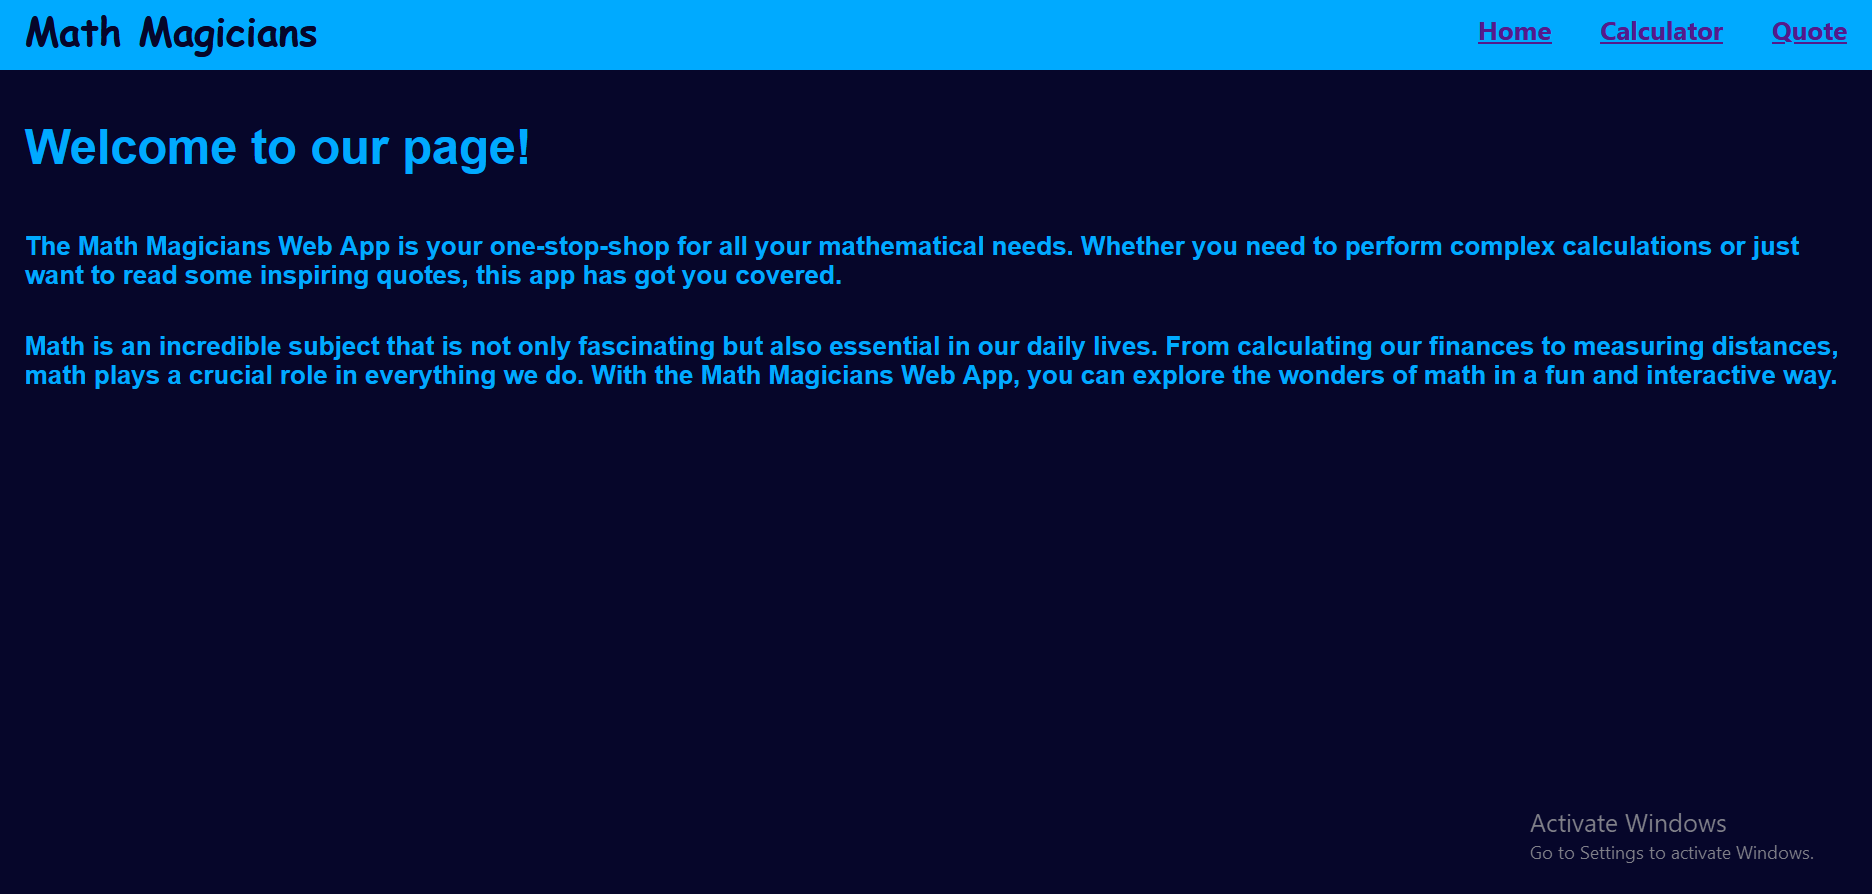 Math Magicians
Home Calculator Quote
Welcome to our page!
The Math Magicians Web App is your one-stop-shop for all your mathematical needs. Whether you need to perform complex calculations or just
want to read some inspiring quotes, this app has got you covered.
Math is an incredible subject that is not only fascinating but also essential in our daily lives. From calculating our finances to measuring distances,
math plays a crucial role in everything we do. With the Math Magicians Web App, you can explore the wonders of math in a fun and interactive way.
Activate Windows
Go to Settings to activate Windows.